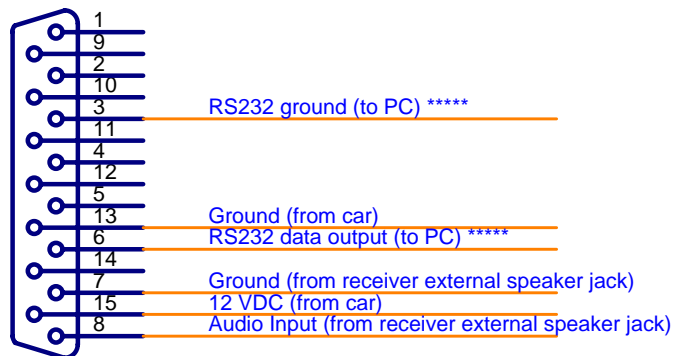 1
9
2
10
3 RS232 ground (to PC) *****
11
4
12
5
13 Ground (from car)
6 RS232 data output (to PC) *****
14
7 Ground (from receiver external speaker jack)
15 12 VDC (from car)
8 Audio Input (from receiver external speaker jack)